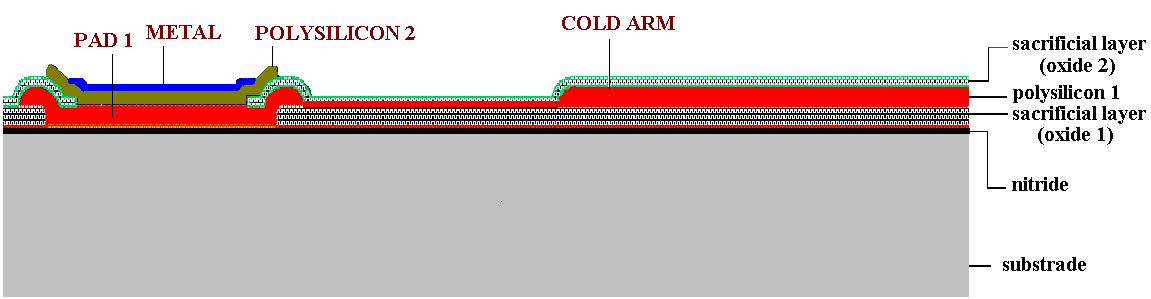 PAD 1
METAL
POLYSILICON 2
COLD ARM
sacrificial layer
(oxide 2)
polysilicon 1
sacrificial layer
(oxide 1)
nitride
substrade